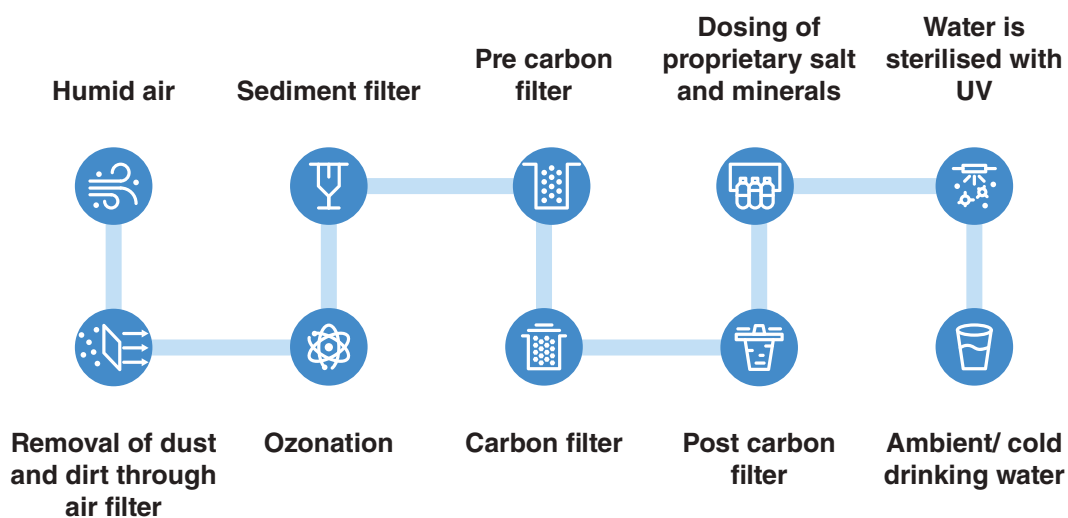 Humid air
Sediment filter
Pre carbon
filter
Dosing of
proprietary salt
and minerals
Water is
sterilised with
UV
Removal of dust
and dirt through
air filter
Ozonation
Carbon filter
Post carbon
filter
Ambient/ cold
drinking water